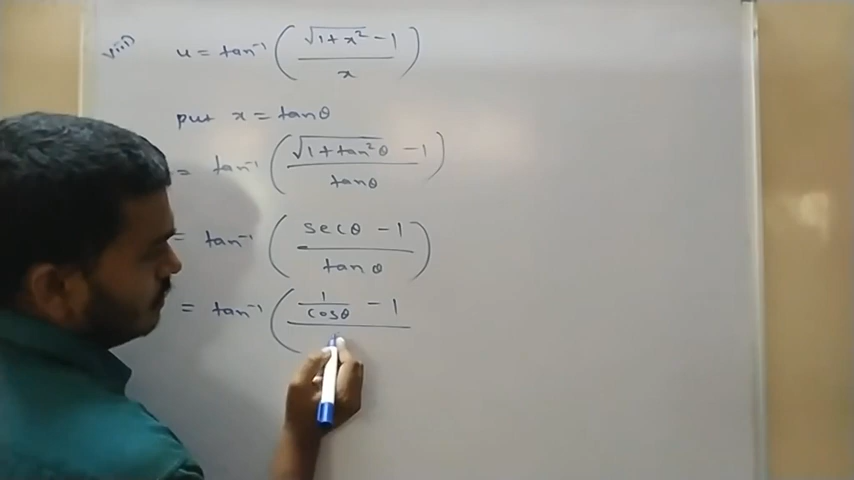 viii) u = tan⁻¹ ( (√(1 + x²) - 1) / x )
put x = tanθ
= tan⁻¹ ( (√(1 + tan²θ) - 1) / tanθ )
= tan⁻¹ ( (secθ - 1) / tanθ )
= tan⁻¹ ( (1/cosθ - 1) /